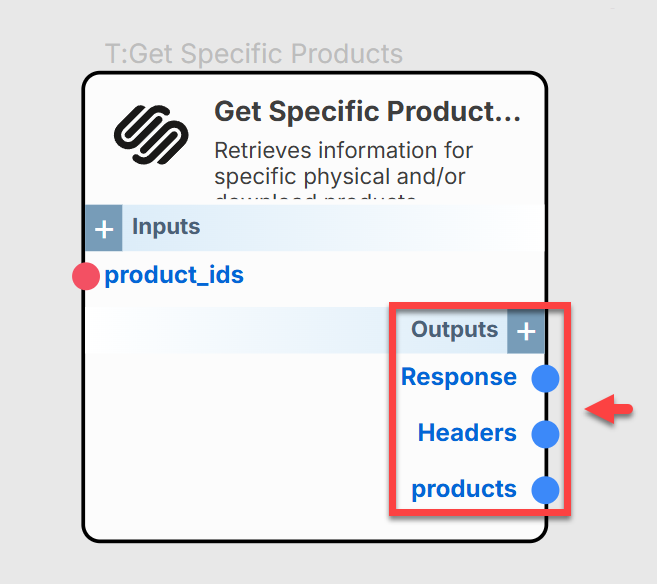 T:Get Specific Products
Get Specific Product...
Retrieves information for
specific physical and/or
+ Inputs
product_ids
Outputs +
Response
Headers
products